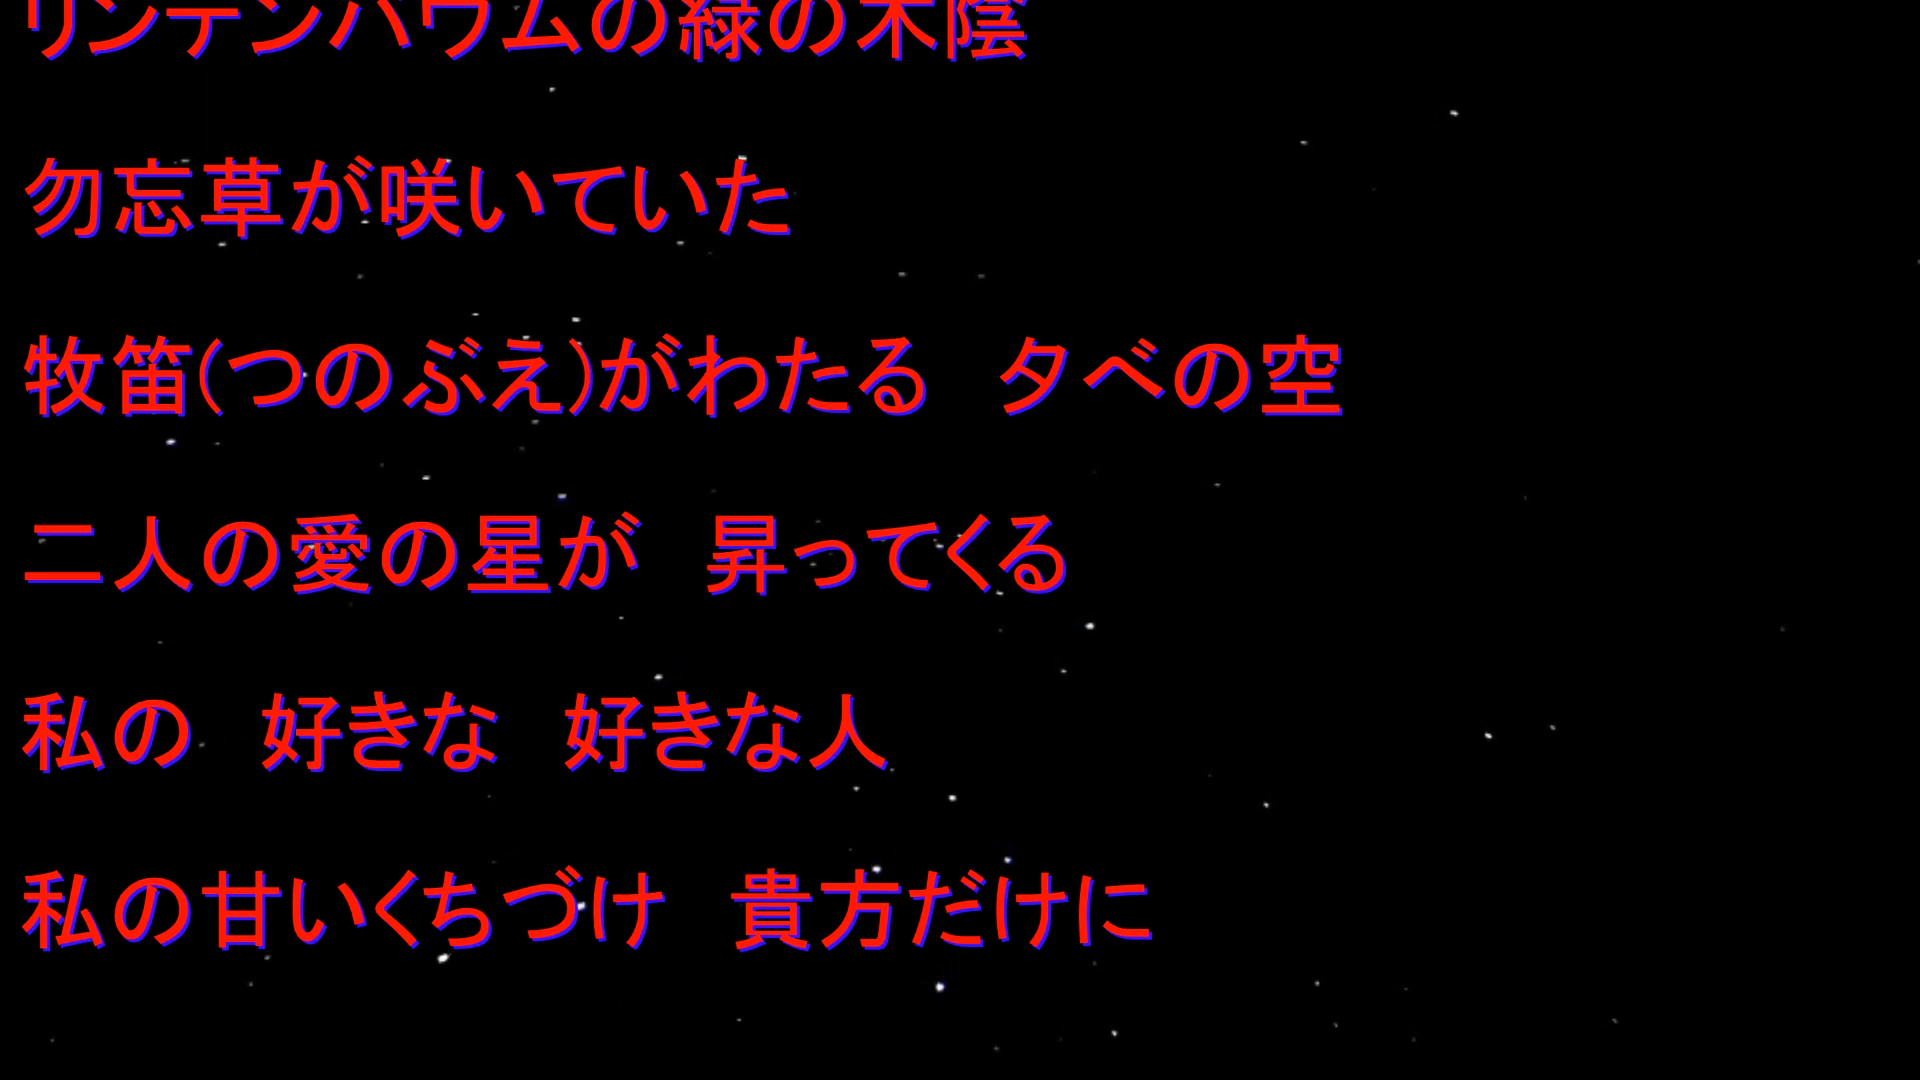 リンデンバウムの緑の木陰
勿忘草が咲いていた
牧笛(つのぶえ)がわたる　夕べの空
二人の愛の星が　昇ってくる
私の　好きな　好きな人
私の甘いくちづけ　貴方だけに